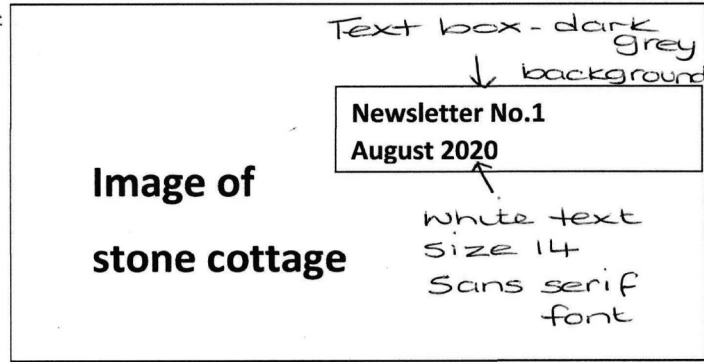 Text box - dark
grey
background
Newsletter No.1
August 2020
Image of
stone cottage
white text
size 14
Sans serif
font